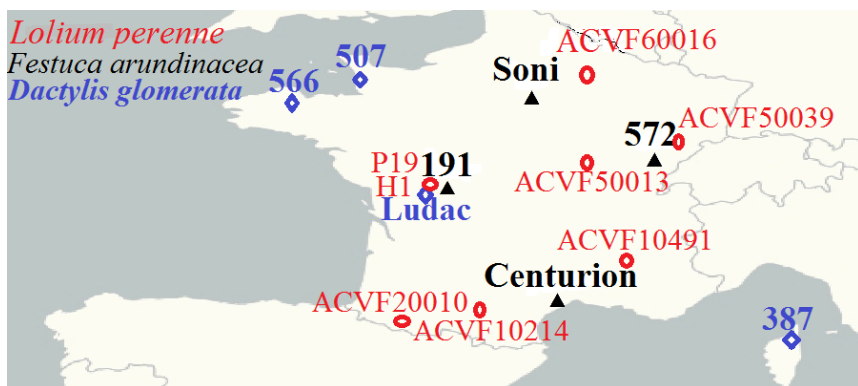 Lolium perenne
Festuca arundinacea
Dactylis glomerata
507
566
Soni
ACVF60016
572
ACVF50039
P19
191
H1
Ludac
ACVF50013
ACVF10491
Centurion
ACVF20010
ACVF10214
387